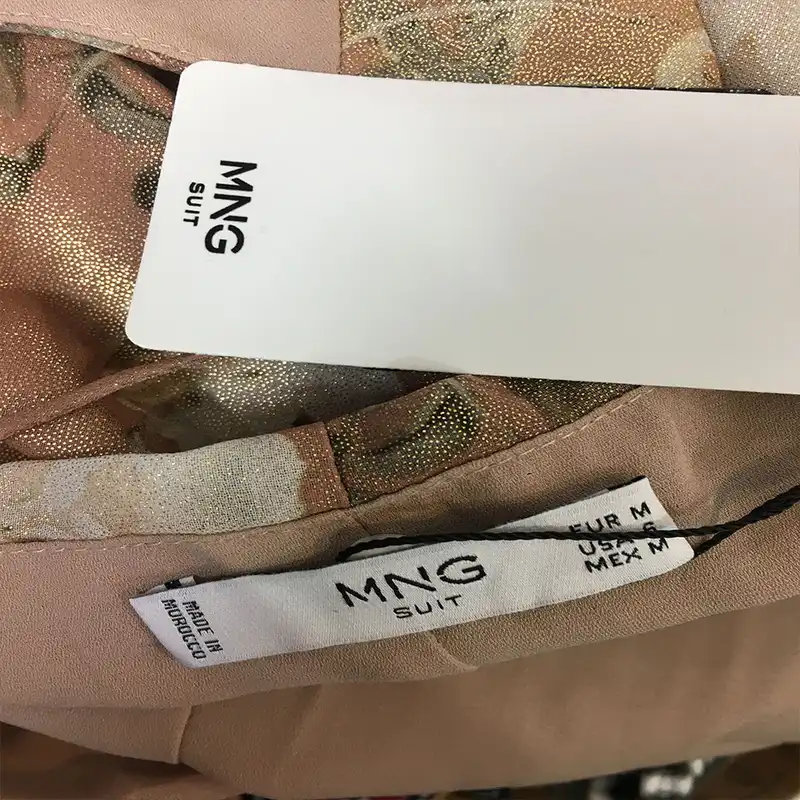 MNG
SUIT
MADE IN
MOROCCO
MNG
SUIT
EUR M
USA 6
MEX M